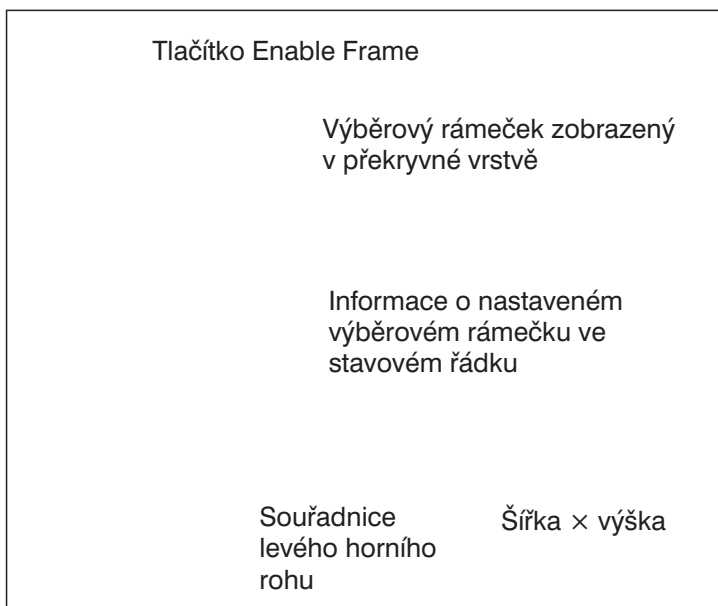 Tlačítko Enable Frame
Výběrový rámeček zobrazený
v překryvné vrstvě
Informace o nastaveném
výběrovém rámečku ve
stavovém řádku
Souřadnice
levého horního
rohu
Šířka × výška